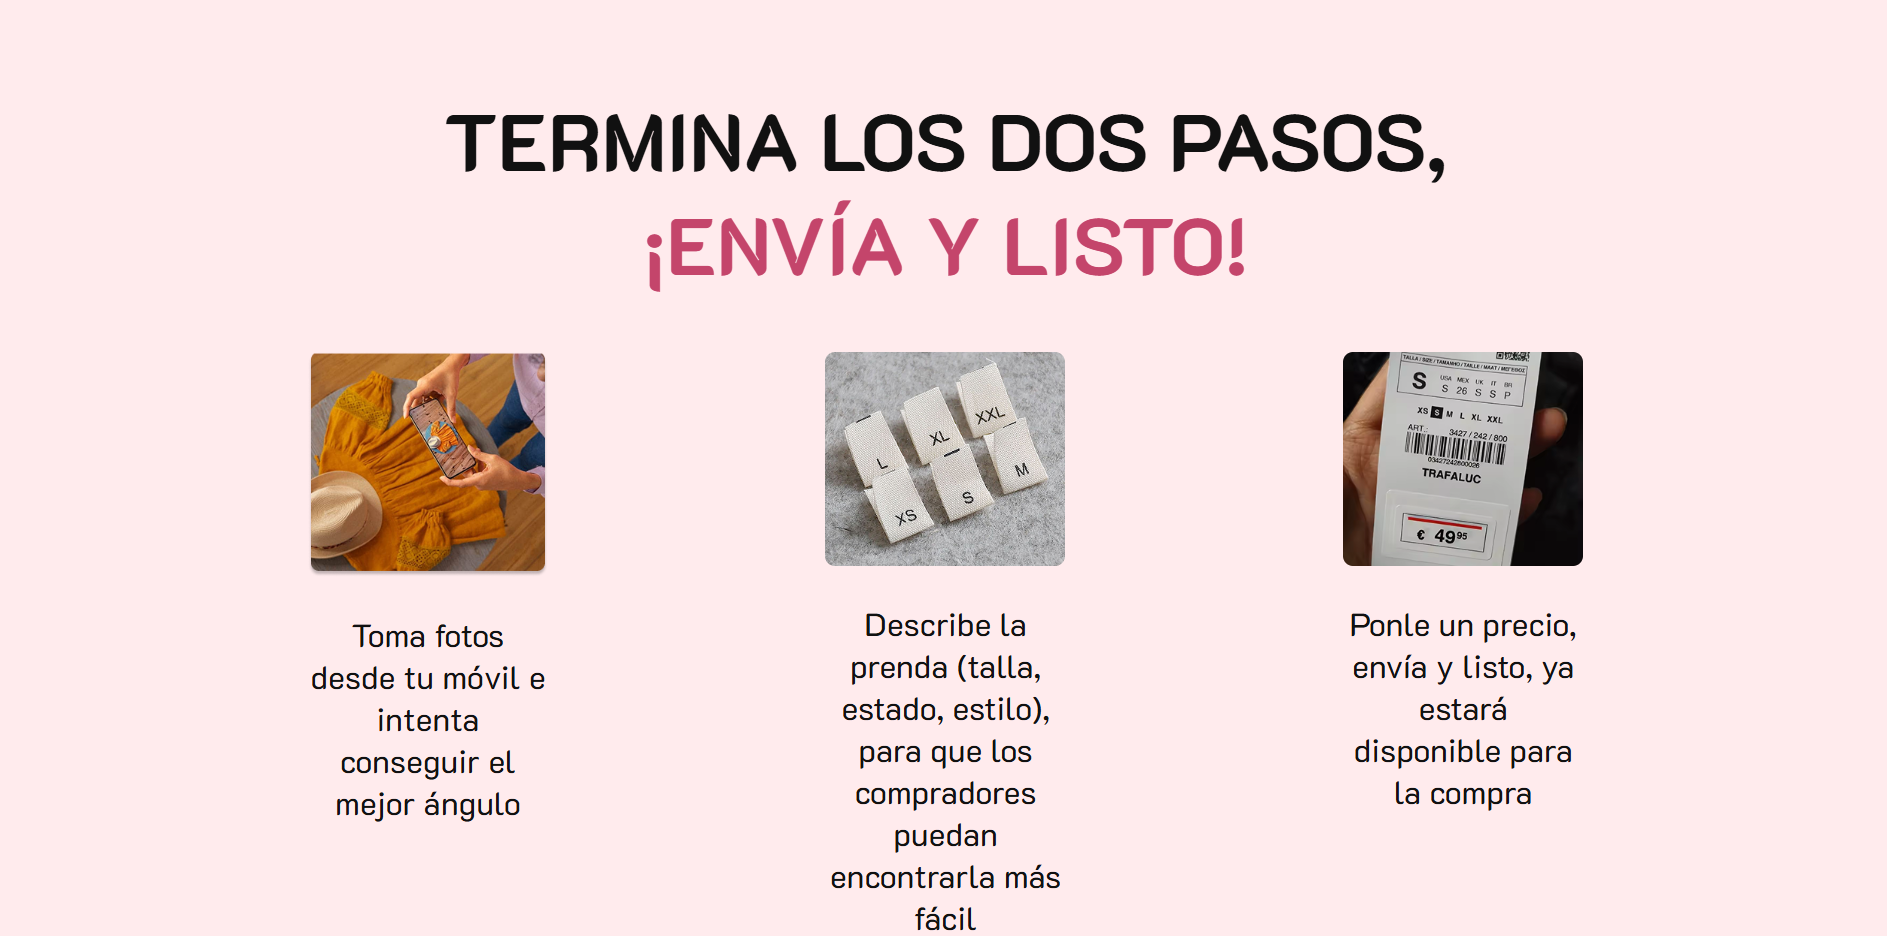 TERMINA LOS DOS PASOS,
¡ENVÍA Y LISTO!
Toma fotos
desde tu móvil e
intenta
conseguir el
mejor ángulo
L
XL
XXL
XS
S
M
Describe la
prenda (talla,
estado, estilo),
para que los
compradores
puedan
encontrarla más
fácil
TALLA / SIZE / TAMANHO / TAILLE / MAAT /
S
USA MEX UK IT BR
S 26 S S P
XS S M L XL XXL
ART.: 3427 / 242 / 800
03427242800026
TRAFALUC
€ 49 95
Ponle un precio,
envía y listo, ya
estará
disponible para
la compra